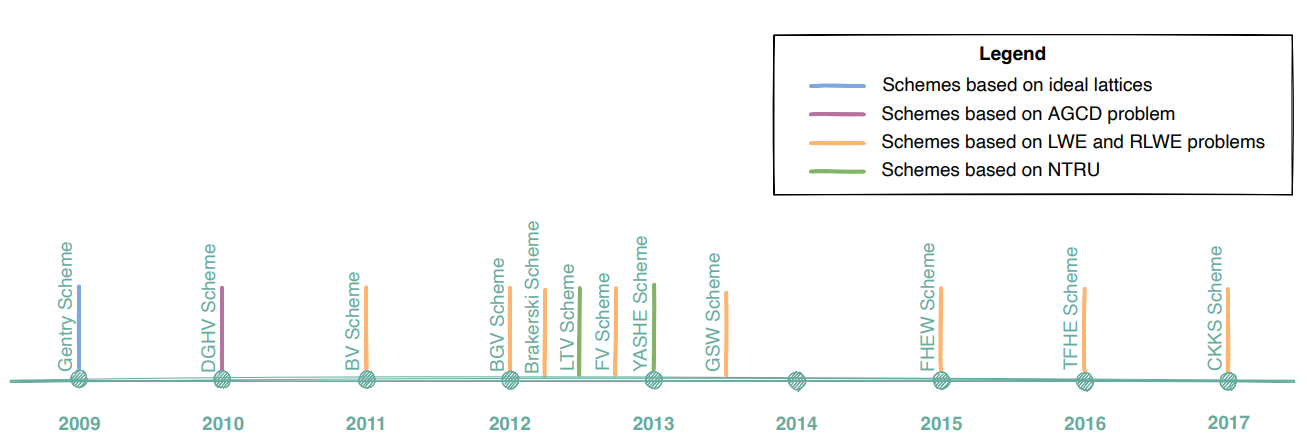 Legend
Schemes based on ideal lattices
Schemes based on AGCD problem
Schemes based on LWE and RLWE problems
Schemes based on NTRU
Gentry Scheme
DGHV Scheme
BV Scheme
BGV Scheme
Brakerski Scheme
LTV Scheme
FV Scheme
YASHE Scheme
GSW Scheme
FHEW Scheme
TFHE Scheme
CKKS Scheme
2009
2010
2011
2012
2013
2014
2015
2016
2017